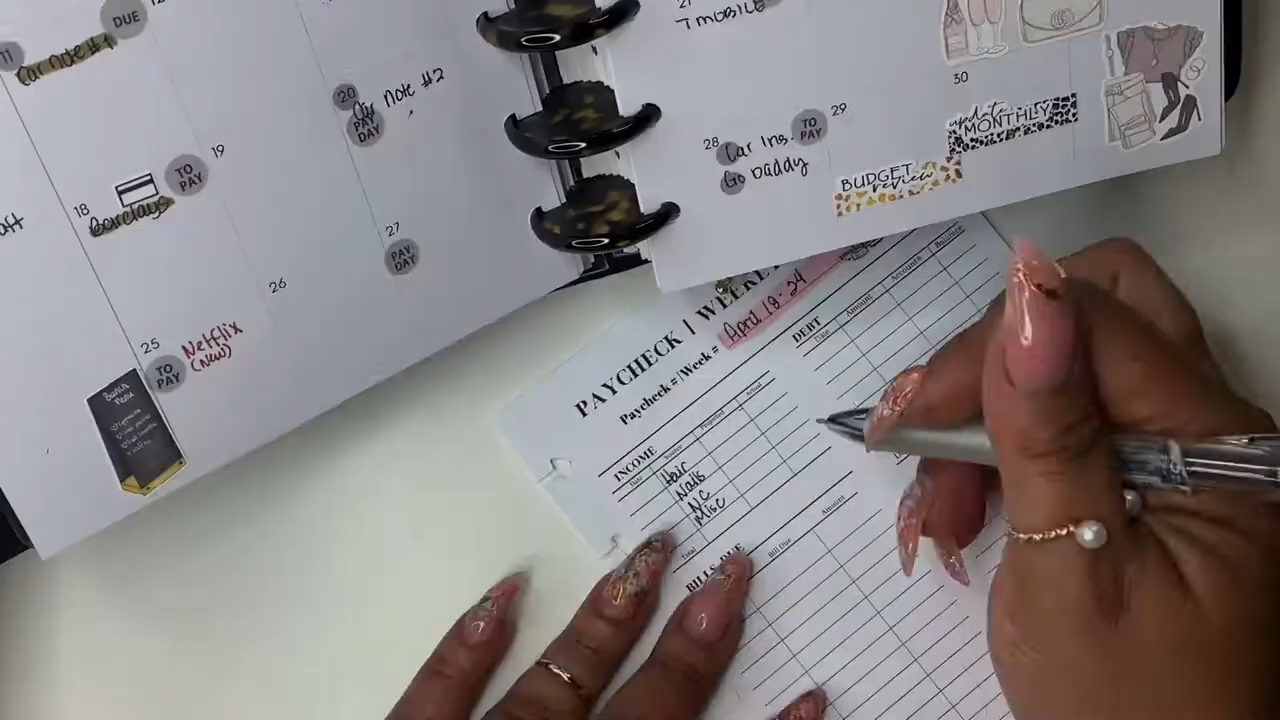 11
Car note #1
DUE
12
20
Car Note #2
PAY
DAY
18
Barclays
TO
PAY
19
25
TO
PAY
Netflix
(New)
26
27
PAY
DAY
21
T MOBILE
28
Car Ins.
Go Daddy
TO
PAY
29
BUDGET
review
30
update
MONTHLY
PAYCHECK | WEEKLY
Paycheck # /Week #
April 18-24
INCOME
Date
Source
Projected
Actual
Hair
Nails
NC
Misc
Total
DEBT
Date
Amount
Accounts
Balance
BILLS DUE
Bill Due
Amount